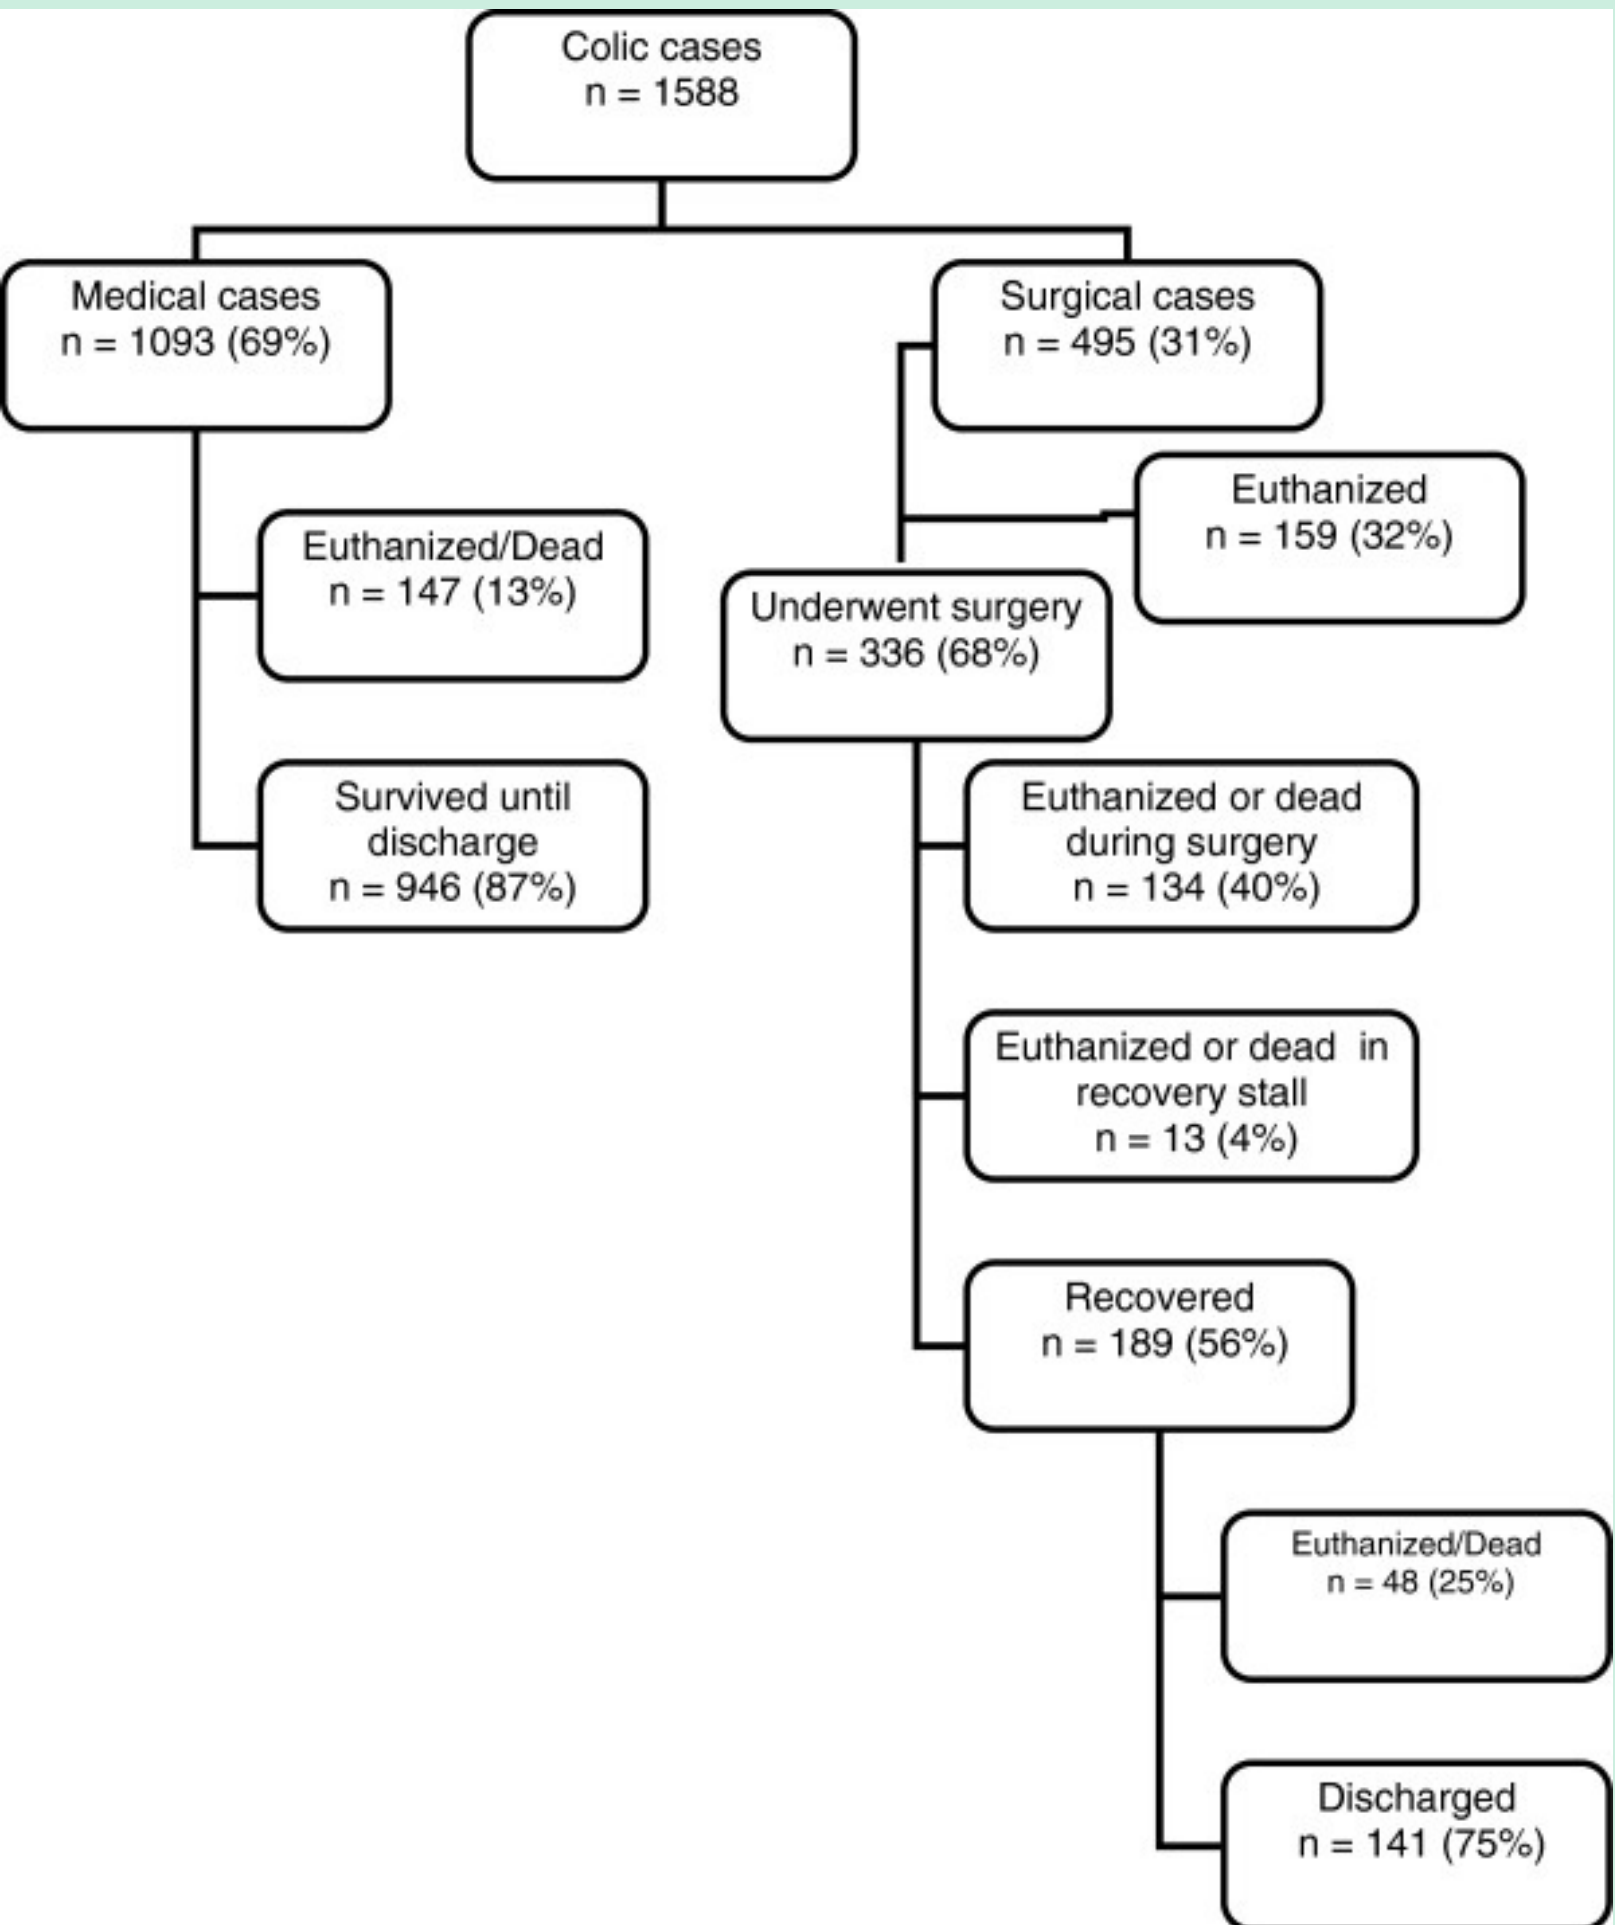 Colic cases
n = 1588
Medical cases
n = 1093 (69%)
Surgical cases
n = 495 (31%)
Euthanized
n = 159 (32%)
Euthanized/Dead
n = 147 (13%)
Underwent surgery
n = 336 (68%)
Survived until
discharge
n = 946 (87%)
Euthanized or dead
during surgery
n = 134 (40%)
Euthanized or dead in
recovery stall
n = 13 (4%)
Recovered
n = 189 (56%)
Euthanized/Dead
n = 48 (25%)
Discharged
n = 141 (75%)